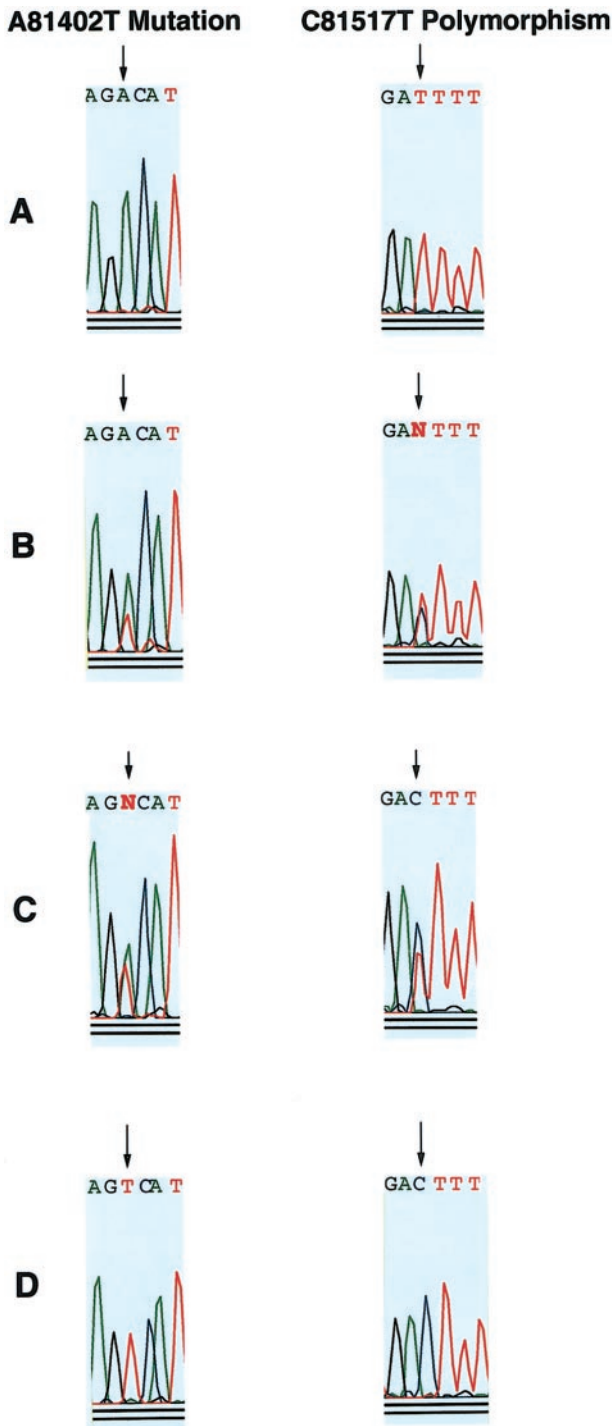 A81402T Mutation C81517T Polymorphism
A
AGACAT GATTTT
B
AGACAT GANTTT
C
AGNCAT GACTTT
D
AGTCAT GACTTT